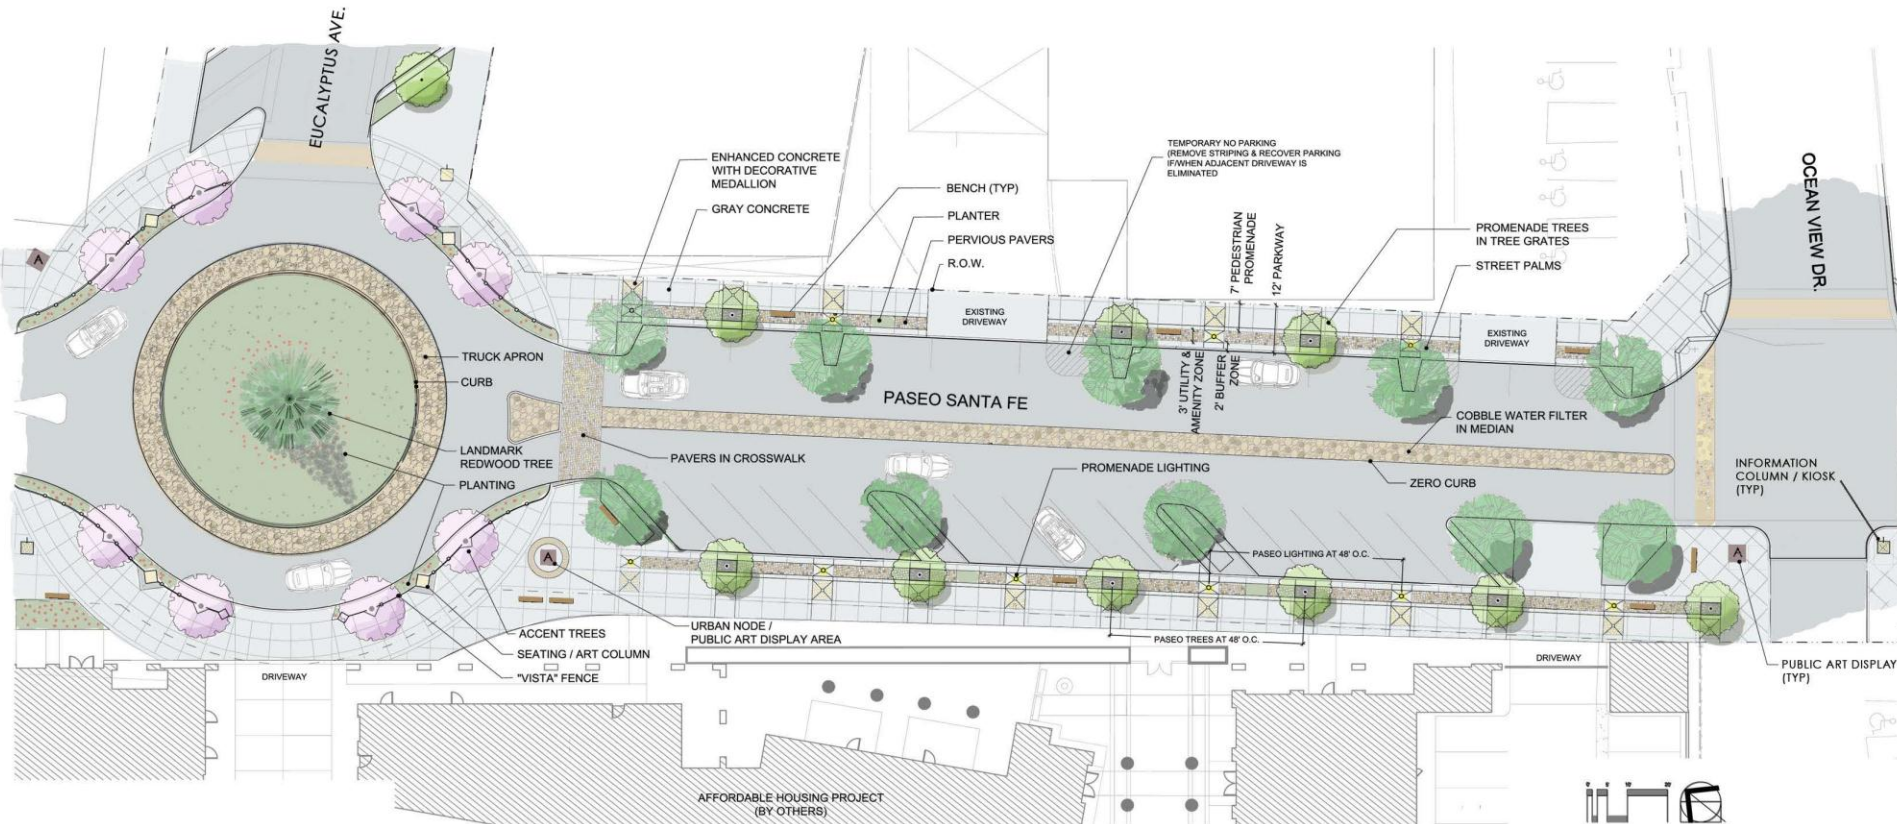 EUCALYPTUS AVE.
ENHANCED CONCRETE
WITH DECORATIVE
MEDALLION
GRAY CONCRETE
BENCH (TYP)
PLANTER
PERVIOUS PAVERS
R.O.W.
TEMPORARY NO PARKING
(REMOVE STRIPING & RECOVER PARKING
IF/WHEN ADJACENT DRIVEWAY IS
ELIMINATED
7' PEDESTRIAN
PROMENADE
12' PARKWAY
PROMENADE TREES
IN TREE GRATES
STREET PALMS
OCEAN VIEW DR.
A
EXISTING
DRIVEWAY
EXISTING
DRIVEWAY
TRUCK APRON
CURB
PASEO SANTA FE
3' UTILITY &
AMENITY ZONE
2' BUFFER
ZONE
COBBLE WATER FILTER
IN MEDIAN
LANDMARK
REDWOOD TREE
PAVERS IN CROSSWALK
PROMENADE LIGHTING
ZERO CURB
INFORMATION
COLUMN / KIOSK
(TYP)
PLANTING
A
PASEO LIGHTING AT 48' O.C.
A
ACCENT TREES
SEATING / ART COLUMN
"VISTA" FENCE
URBAN NODE /
PUBLIC ART DISPLAY AREA
PASEO TREES AT 48' O.C.
PUBLIC ART DISPLAY
(TYP)
DRIVEWAY
DRIVEWAY
AFFORDABLE HOUSING PROJECT
(BY OTHERS)